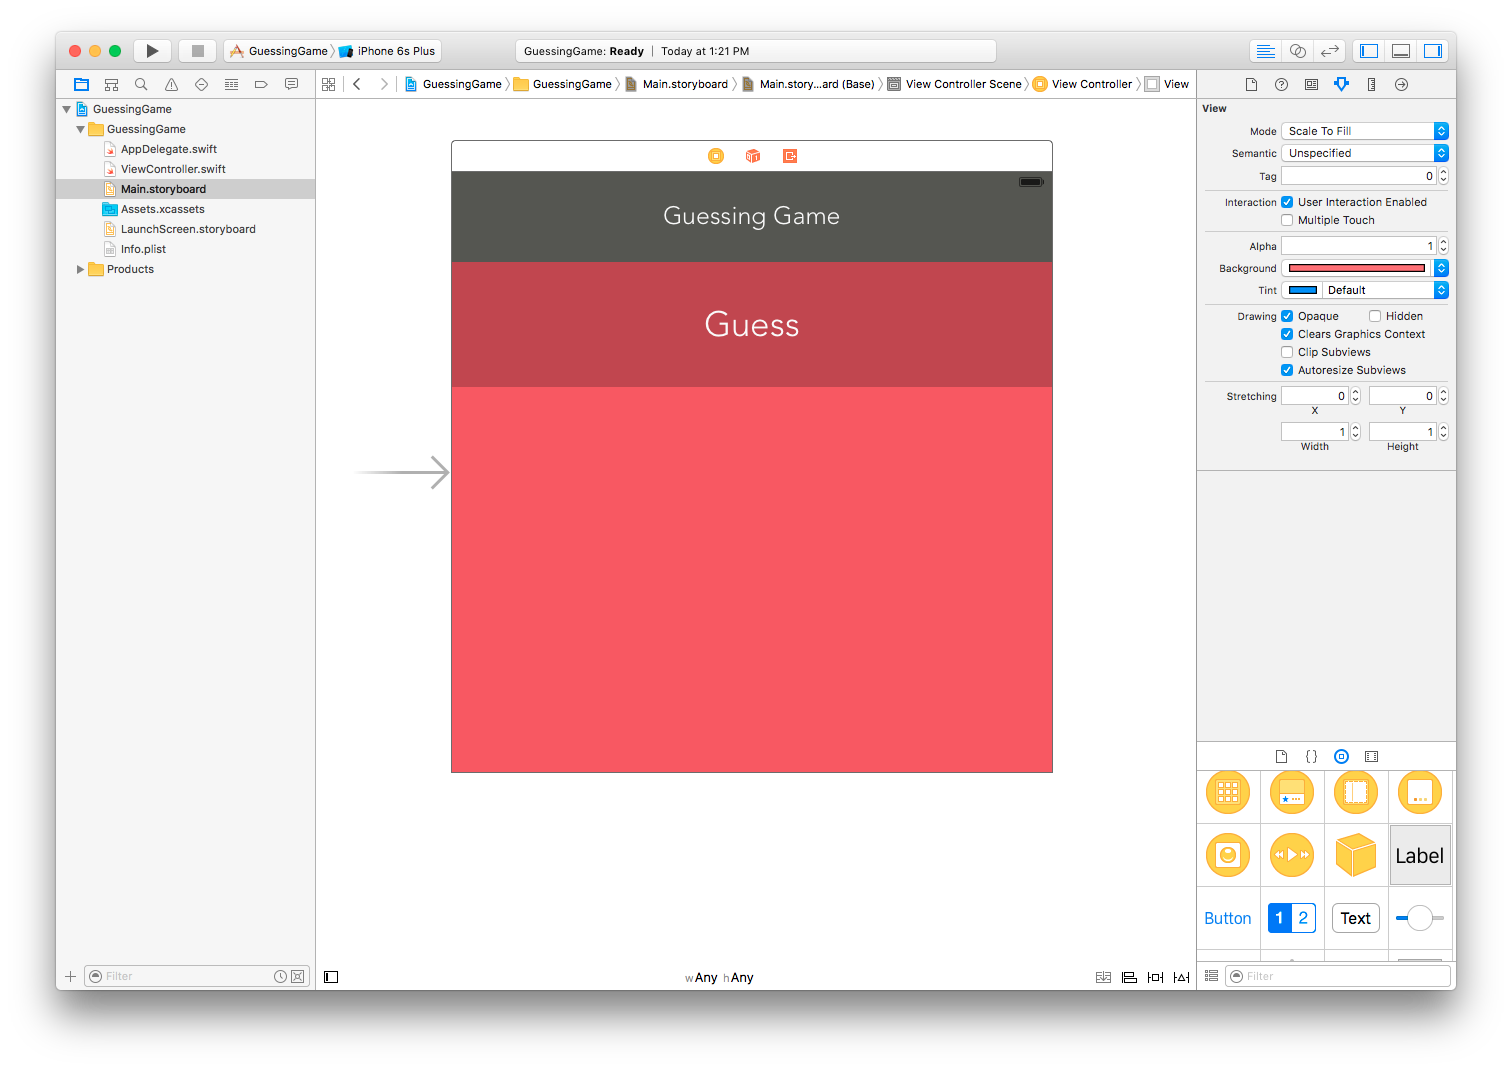 GuessingGame iPhone 6s Plus
GuessingGame: Ready | Today at 1:21 PM
GuessingGame GuessingGame Main.storyboard Main.story...ard (Base) View Controller Scene View Controller View
GuessingGame
GuessingGame
AppDelegate.swift
ViewController.swift
Main.storyboard
Assets.xcassets
LaunchScreen.storyboard
Info.plist
Products
Filter
Guessing Game
Guess
wAny hAny
View
Mode Scale To Fill
Semantic Unspecified
Tag 0
Interaction User Interaction Enabled
Multiple Touch
Alpha 1
Background
Tint Default
Drawing Opaque Hidden
Clears Graphics Context
Clip Subviews
Autoresize Subviews
Stretching 0 0
X Y
1 1
Width Height
{ }
Label
Button 1 2 Text
Filter